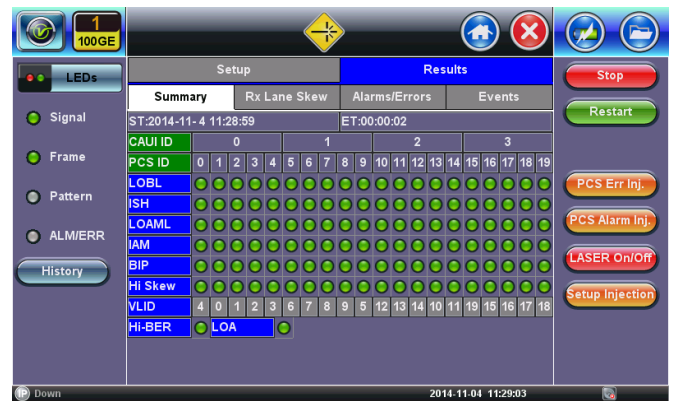 1
100GE
LEDs
Signal
Frame
Pattern
ALM/ERR
History
Setup Results
Summary Rx Lane Skew Alarms/Errors Events
ST:2014-11- 4 11:28:59 ET:00:00:02
CAUI ID 0 1 2 3
PCS ID 0 1 2 3 4 5 6 7 8 9 10 11 12 13 14 15 16 17 18 19
LOBL
ISH
LOAML
IAM
BIP
Hi Skew
VLID 4 0 1 2 3 6 7 8 9 5 12 13 14 10 11 19 15 16 17 18
Hi-BER LOA
Stop
Restart
PCS Err Inj.
PCS Alarm Inj.
LASER On/Off
Setup Injection
IP Down 2014-11-04 11:29:03